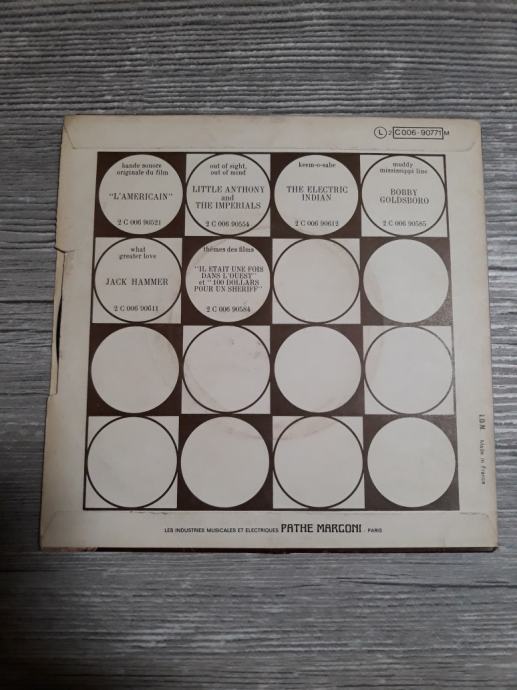 L 2 C006-90771 M
bande sonore
originale du film
"L'AMERICAIN"
2 C 006 90521
out of sight,
out of mind
LITTLE ANTHONY
and
THE IMPERIALS
2 C 006 90554
keem-o-sabe
THE ELECTRIC
INDIAN
2 C 006 90612
muddy
mississippi line
BOBBY
GOLDSBORO
2 C 006 90585
what
greater love
JACK HAMMER
2 C 006 90611
thèmes des films
"IL ETAIT UNE FOIS
DANS L'OUEST"
et "100 DOLLARS
POUR UN SHERIFF"
2 C 006 90584
I.D.N. Made in France
LES INDUSTRIES MUSICALES ET ELECTRIQUES PATHE MARCONI - PARIS